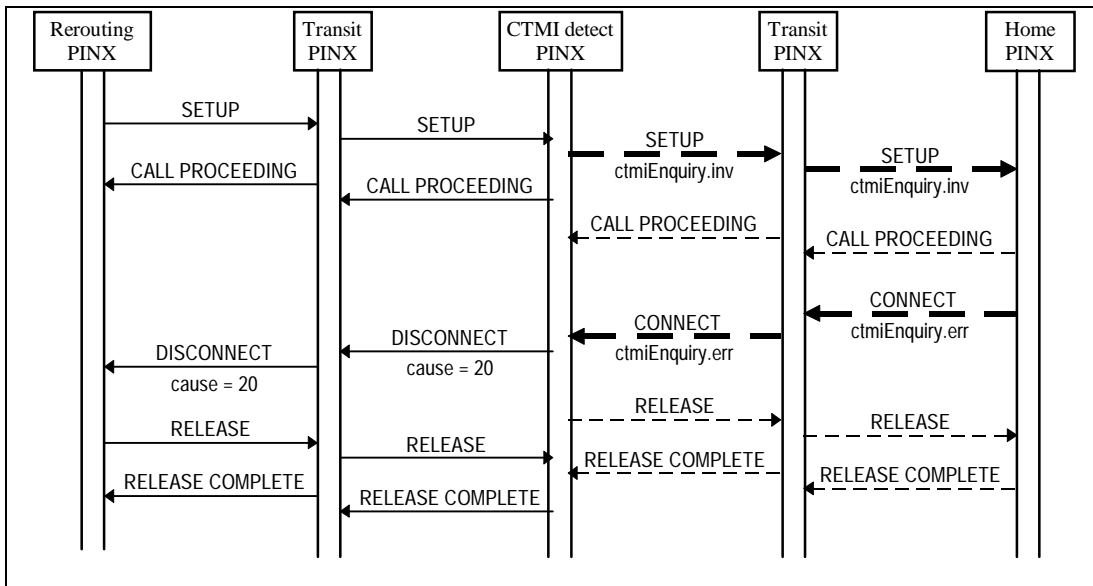 Rerouting
PINX
Transit
PINX
CTMI detect
PINX
Transit
PINX
Home
PINX
SETUP
SETUP
SETUP
ctmiEnquiry.inv
SETUP
ctmiEnquiry.inv
CALL PROCEEDING
CALL PROCEEDING
CALL PROCEEDING
CALL PROCEEDING
CONNECT
ctmiEnquiry.err
CONNECT
ctmiEnquiry.err
DISCONNECT
cause = 20
DISCONNECT
cause = 20
RELEASE
RELEASE
RELEASE
RELEASE
RELEASE COMPLETE
RELEASE COMPLETE
RELEASE COMPLETE
RELEASE COMPLETE